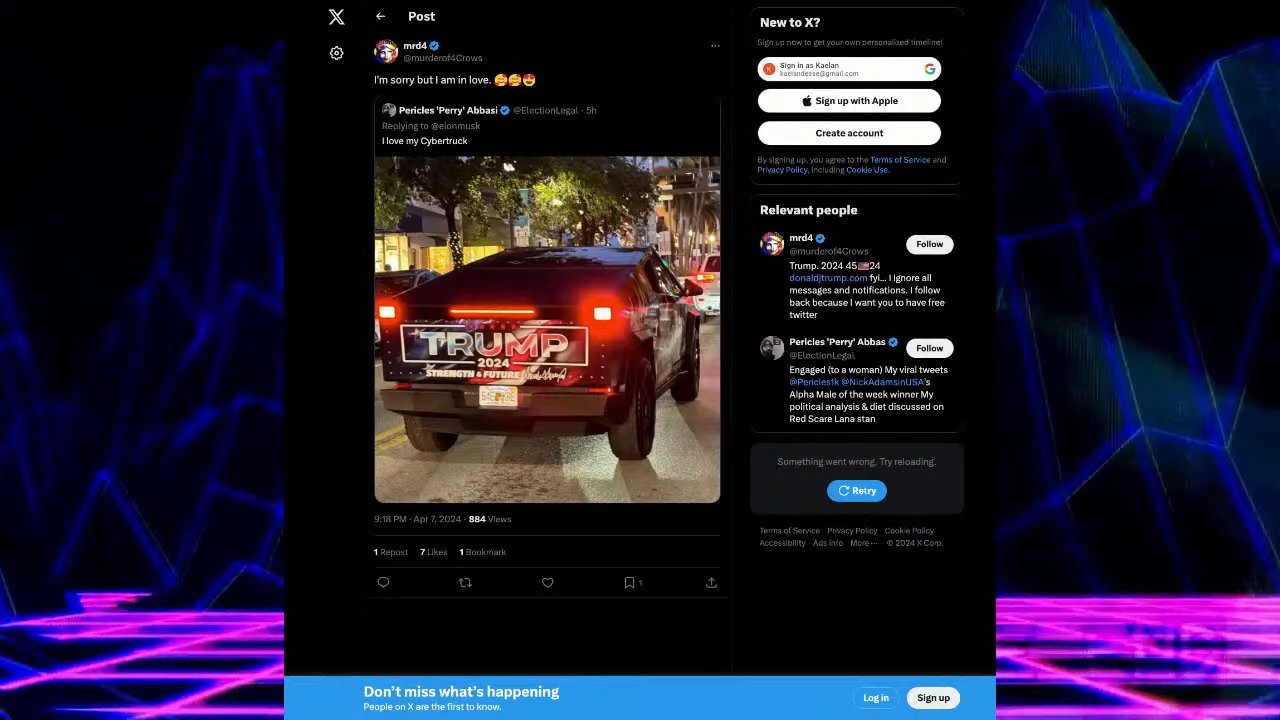 Post
mrd4
@murderof4Crows
I'm sorry but I am in love. 🥰🥰😍
Pericles 'Perry' Abbasi @ElectionLegal · 5h
Replying to @elonmusk
I love my Cybertruck
TRUMP
2024
STRENGTH & FUTURE
9:18 PM · Apr 7, 2024 · 884 Views
1 Repost 7 Likes 1 Bookmark
1
New to X?
Sign up now to get your own personalized timeline!
Sign in as Kaelan
kaelandeese@gmail.com
Sign up with Apple
Create account
By signing up, you agree to the Terms of Service and
Privacy Policy, including Cookie Use.
Relevant people
mrd4
@murderof4Crows
Follow
Trump. 2024 45🇺🇸24
donaldjtrump.com fyi... I ignore all
messages and notifications. I follow
back because I want you to have free
twitter
Pericles 'Perry' Abbas
@ElectionLegal
Follow
Engaged (to a woman) My viral tweets
@Pericles1k @NickAdamsinUSA's
Alpha Male of the week winner My
political analysis & diet discussed on
Red Scare Lana stan
Something went wrong. Try reloading.
Retry
Terms of Service Privacy Policy Cookie Policy
Accessibility Ads info More ··· © 2024 X Corp.
Don't miss what's happening
People on X are the first to know.
Log in
Sign up